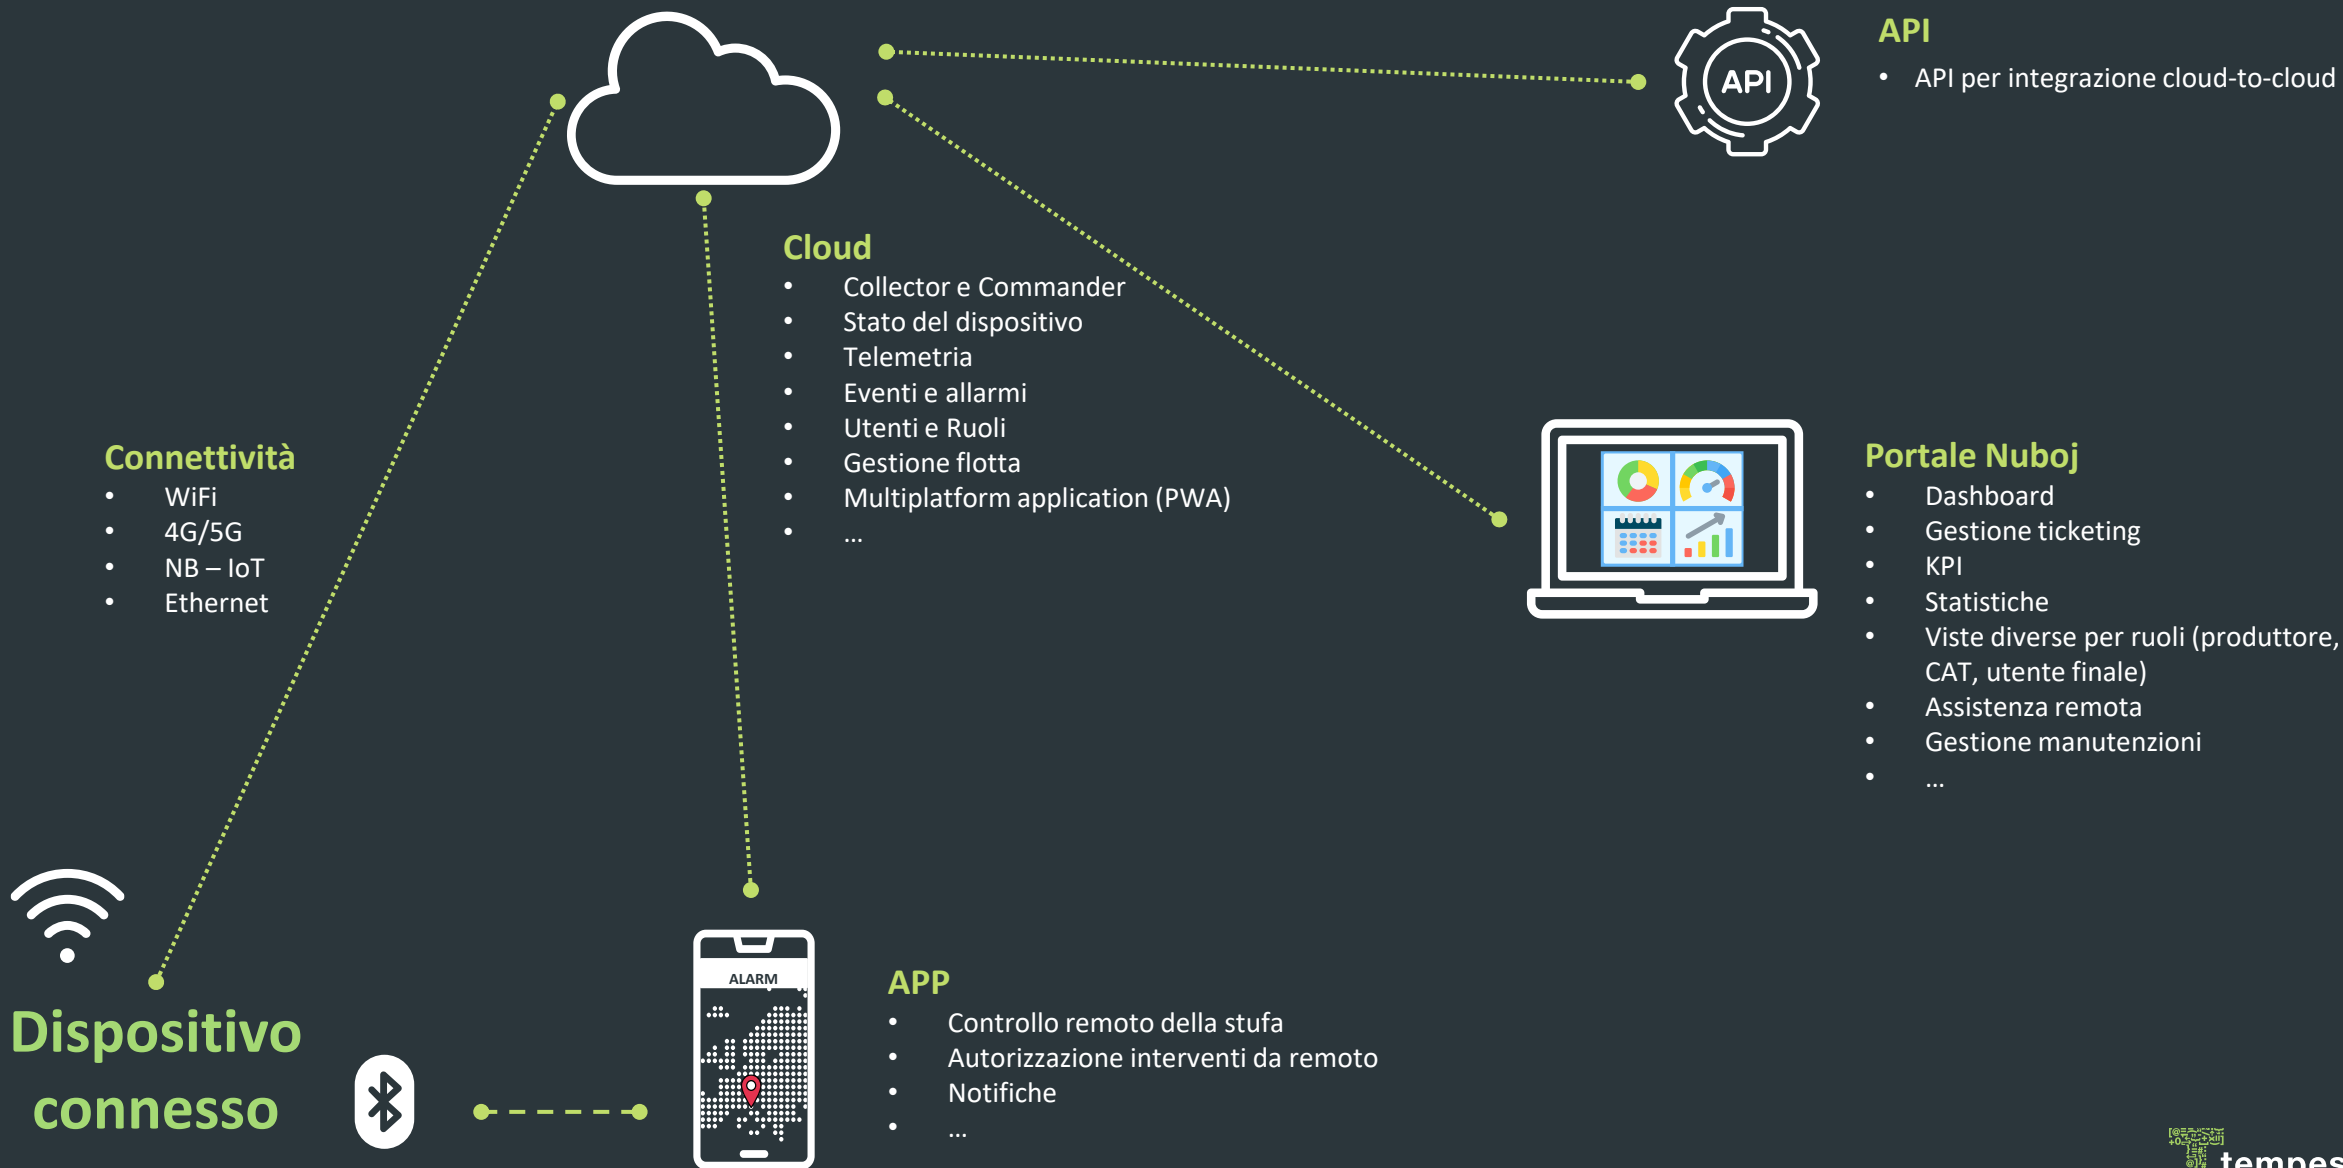 API
API
• API per integrazione cloud-to-cloud
Cloud
• Collector e Commander
• Stato del dispositivo
• Telemetria
• Eventi e allarmi
• Utenti e Ruoli
• Gestione flotta
• Multiplatform application (PWA)
• ...
Connettività
• WiFi
• 4G/5G
• NB – IoT
• Ethernet
Portale Nuboj
• Dashboard
• Gestione ticketing
• KPI
• Statistiche
• Viste diverse per ruoli (produttore,
CAT, utente finale)
• Assistenza remota
• Gestione manutenzioni
• ...
Dispositivo
connesso
ALARM
APP
• Controllo remoto della stufa
• Autorizzazione interventi da remoto
• Notifiche
• ...